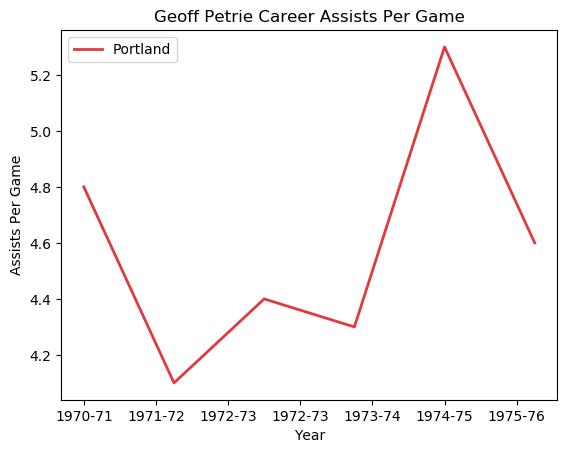 Geoff Petrie Career Assists Per Game
Portland
5.2
5.0
4.8
4.6
4.4
4.2
Assists Per Game
1970-71 1971-72 1972-73 1972-73 1973-74 1974-75 1975-76
Year